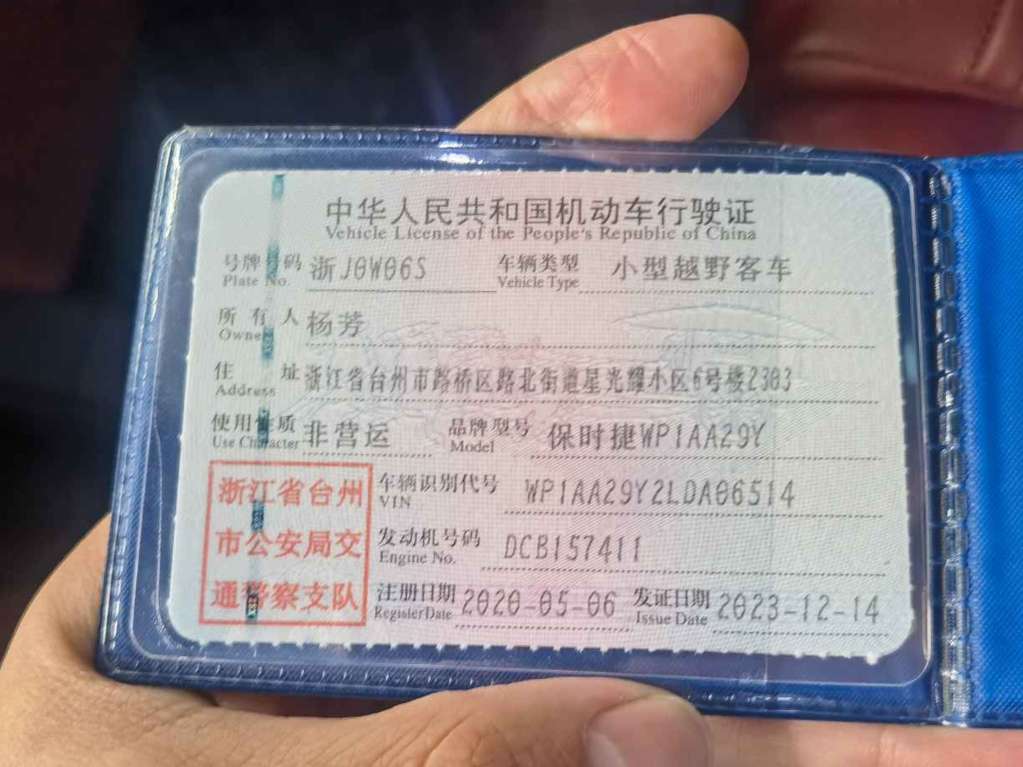 中华人民共和国机动车行驶证
Vehicle License of the People's Republic of China
号牌号码 浙J0W06S 车辆类型 小型越野客车
Plate No. Vehicle Type
所有人 杨芳
Owner
住址 浙江省台州市路桥区路北街道星光耀小区6号楼2303
Address
使用性质 非营运 品牌型号 保时捷WP1AA29Y
Use Character Model
浙江省台州
市公安局交
通警察支队
车辆识别代号 WP1AA29Y2LDA06514
VIN
发动机号码 DCB157411
Engine No.
注册日期 2020-05-06 发证日期 2023-12-14
Register Date Issue Date